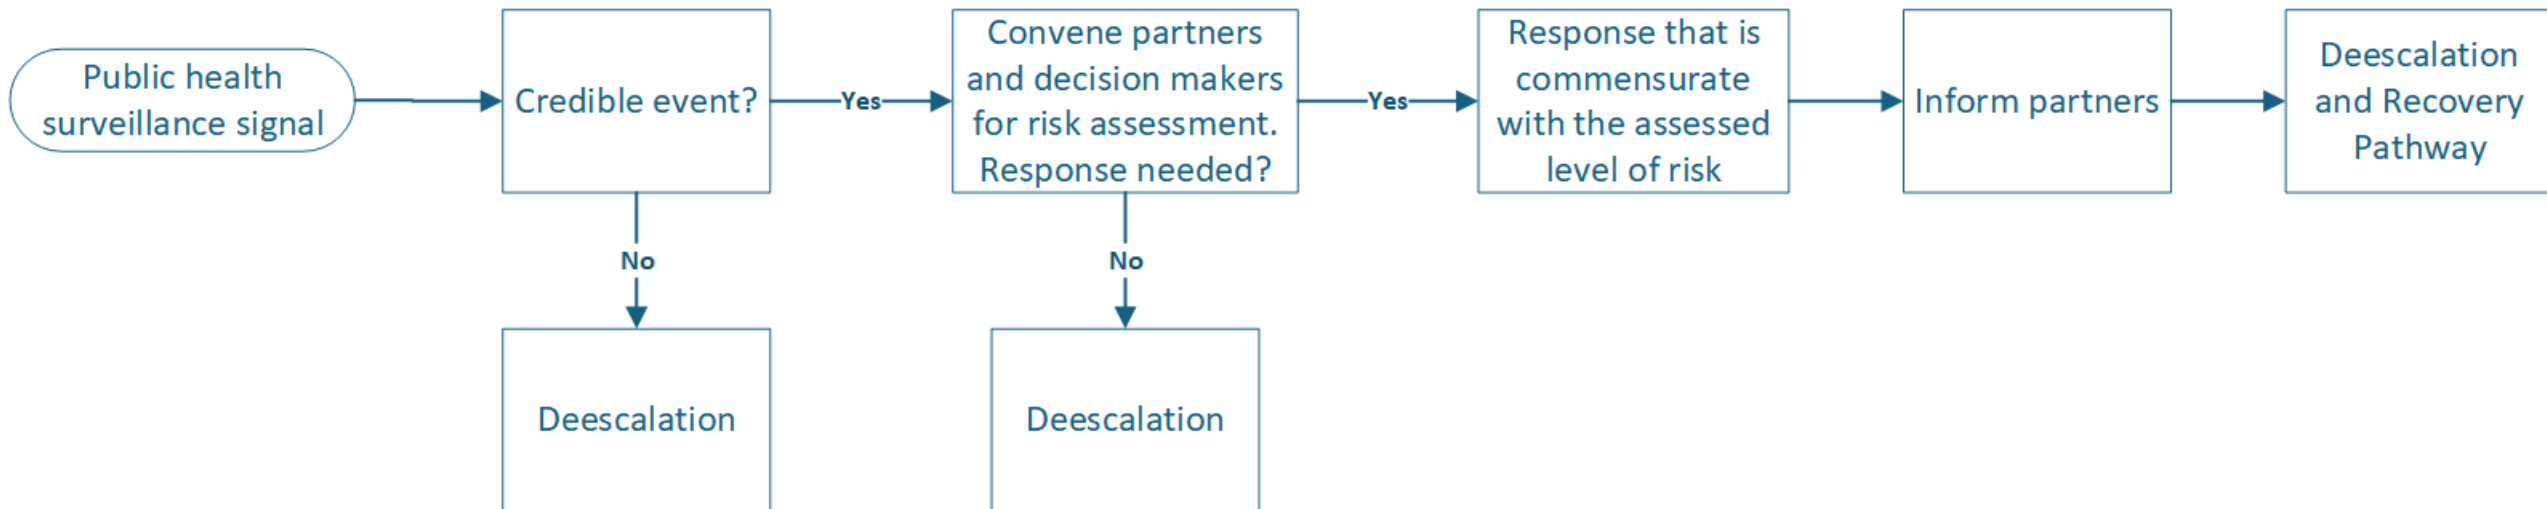 Public health
surveillance signal
Credible event?
Yes
Convene partners
and decision makers
for risk assessment.
Response needed?
Yes
Response that is
commensurate
with the assessed
level of risk
Inform partners
Deescalation
and Recovery
Pathway
No
No
Deescalation
Deescalation